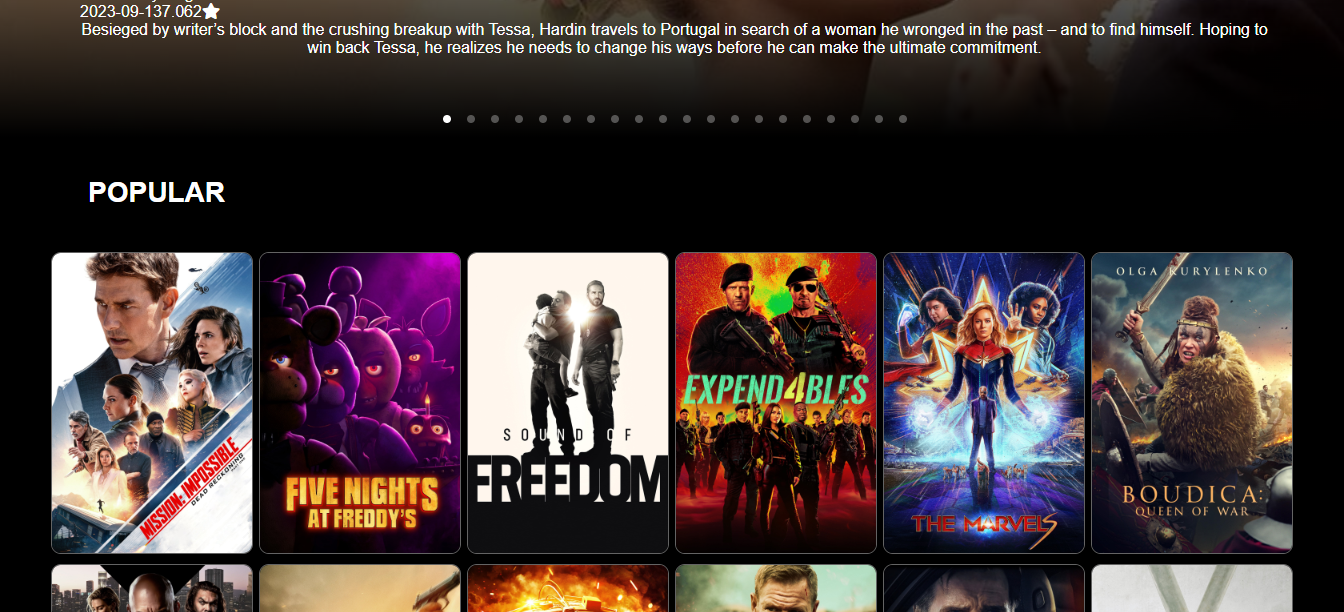 2023-09-137.062
Besieged by writer's block and the crushing breakup with Tessa, Hardin travels to Portugal in search of a woman he wronged in the past – and to find himself. Hoping to
win back Tessa, he realizes he needs to change his ways before he can make the ultimate commitment.
POPULAR
MISSION: IMPOSSIBLE
DEAD RECKONING
FIVE NIGHTS
AT FREDDY'S
SOUND OF
FREEDOM
EXPEND4BLES
THE MARVELS
OLGA KURYLENKO
BOUDICA:
QUEEN OF WAR